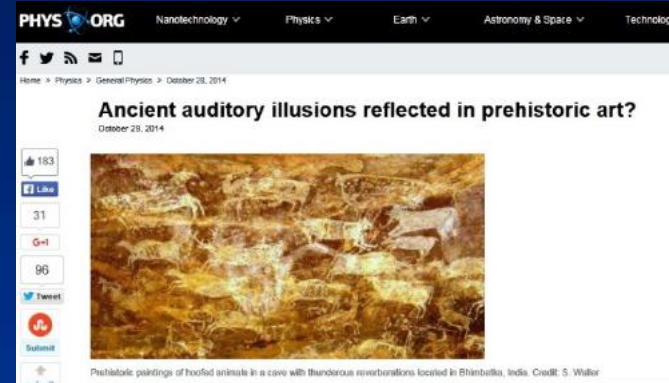 PHYS ORG Nanotechnology Physics Earth Astronomy & Space Technolog
Home > Physics > General Physics > October 28, 2014
Ancient auditory illusions reflected in prehistoric art?
October 28, 2014
183
Like
31
G+1
96
Tweet
Submit
Prehistoric paintings of hoofed animals in a cave with thunderous reverberations located in Bhimbetka, India. Credit: S. Waller